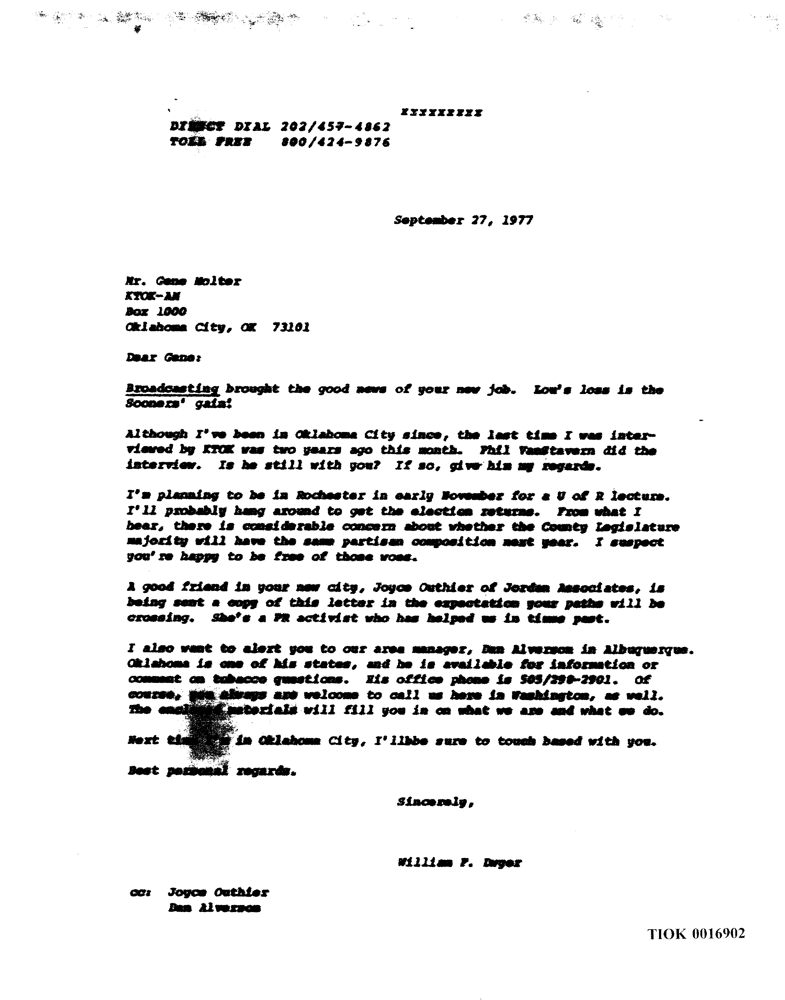 xxxxxxxxx
DIRECT DIAL 202/457-4862
TOLL FREE 800/424-9876
September 27, 1977
Mr. Gene Molter
KTOK-AM
Box 1000
Oklahoma City, OK 73101
Dear Gene:
Broadcasting brought the good news of your new job. Lou's loss is the
Sooners' gain!
Although I've been in Oklahoma City since, the last time I was inter-
viewed by KTOK was two years ago this month. Phil VanStavern did the
interview. Is he still with you? If so, give him my regards.
I'm planning to be in Rochester in early November for a U of R lecture.
I'll probably hang around to get the election returns. From what I
hear, there is considerable concern about whether the County Legislature
majority will have the same partisan composition next year. I suspect
you're happy to be free of those woes.
A good friend in your new city, Joyce Outhier of Jordan Associates, is
being sent a copy of this letter in the expectation your paths will be
crossing. She's a PR activist who has helped us in times past.
I also want to alert you to our area manager, Dan Alverson in Albuquerque.
Oklahoma is one of his states, and he is available for information or
comment on tobacco questions. His office phone is 505/298-2901. Of
course, you always are welcome to call us here in Washington, as well.
The enclosed materials will fill you in on what we are and what we do.
Next time I'm in Oklahoma City, I'llbbe sure to touch based with you.
Best personal regards.
Sincerely,
William F. Dwyer
cc: Joyce Outhier
Dan Alverson
TIOK 0016902